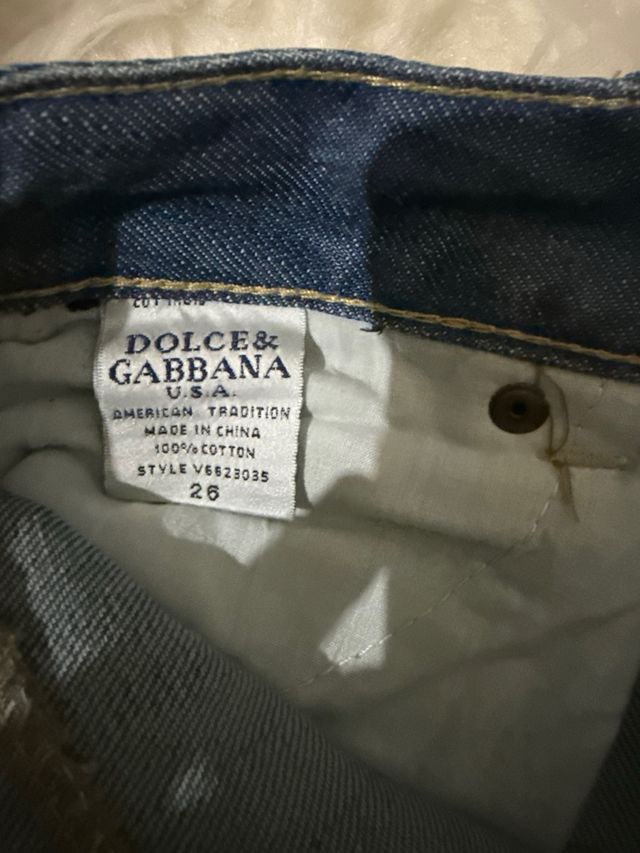 DOLCE&
GABBANA
U.S.A.
AMERICAN TRADITION
MADE IN CHINA
100% COTTON
STYLE V6623035
26